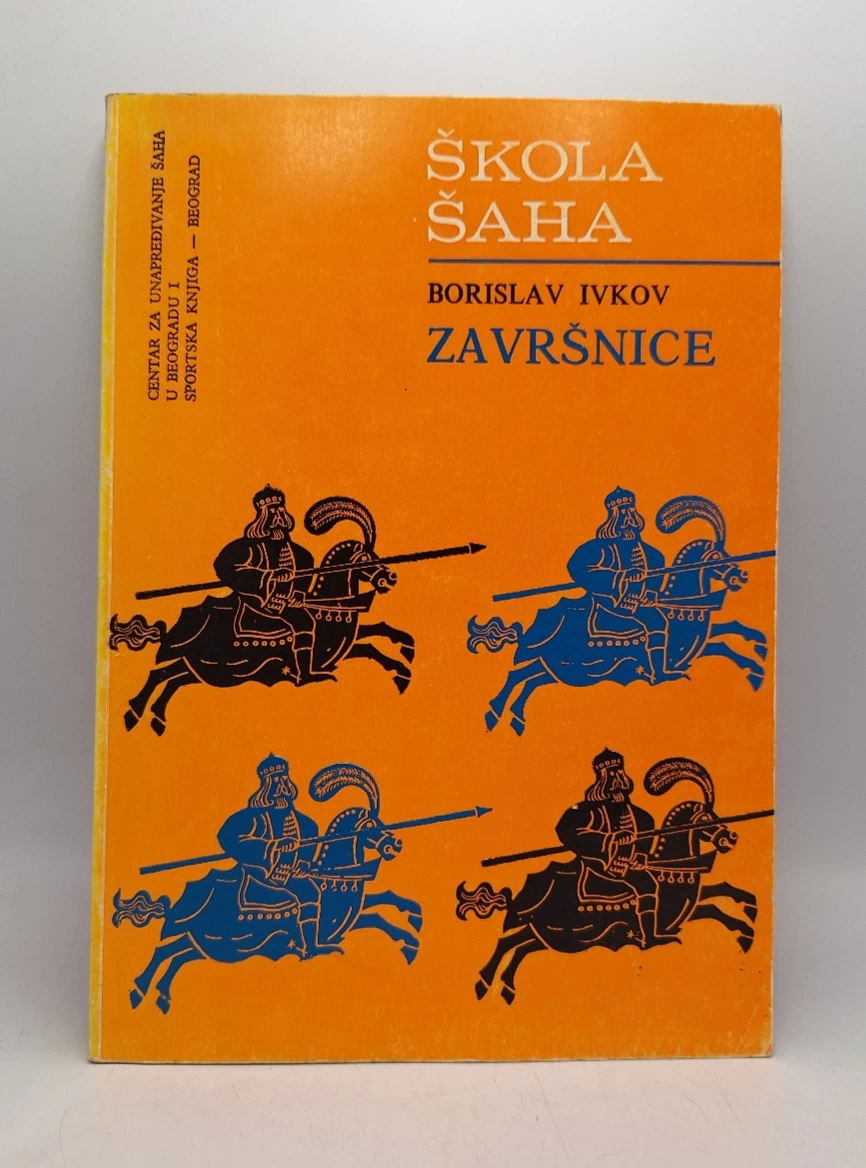 ŠKOLA
ŠAHA
BORISLAV IVKOV
ZAVRŠNICE
CENTAR ZA UNAPREĐIVANJE ŠAHA
U BEOGRADU I
SPORTSKA KNJIGA — BEOGRAD